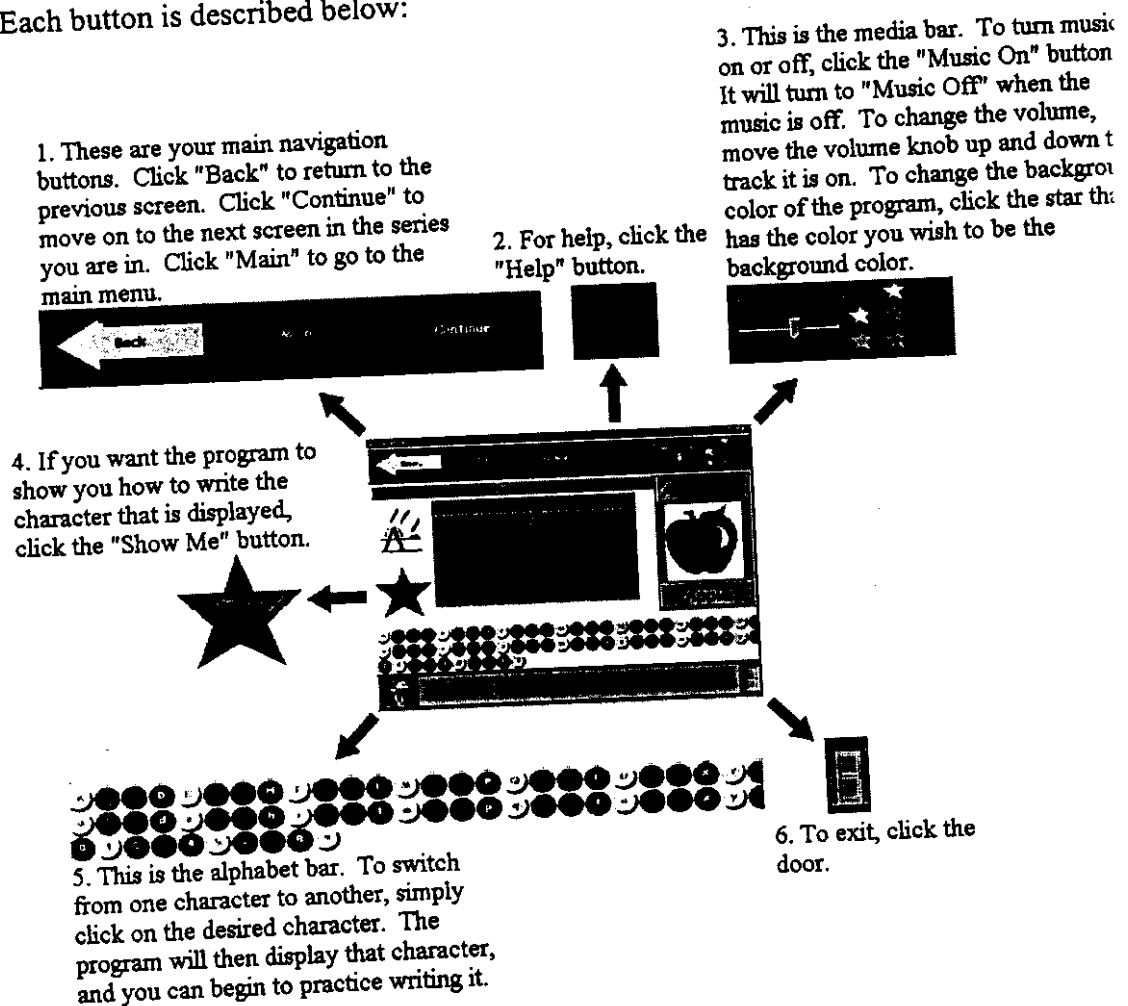 Each button is described below:
1. These are your main navigation
buttons. Click "Back" to return to the
previous screen. Click "Continue" to
move on to the next screen in the series
you are in. Click "Main" to go to the
main menu.
2. For help, click the
"Help" button.
3. This is the media bar. To turn music
on or off, click the "Music On" button
It will turn to "Music Off" when the
music is off. To change the volume,
move the volume knob up and down t
track it is on. To change the backgrou
color of the program, click the star tha
has the color you wish to be the
background color.
Back
Continue
4. If you want the program to
show you how to write the
character that is displayed,
click the "Show Me" button.
5. This is the alphabet bar. To switch
from one character to another, simply
click on the desired character. The
program will then display that character,
and you can begin to practice writing it.
6. To exit, click the
door.